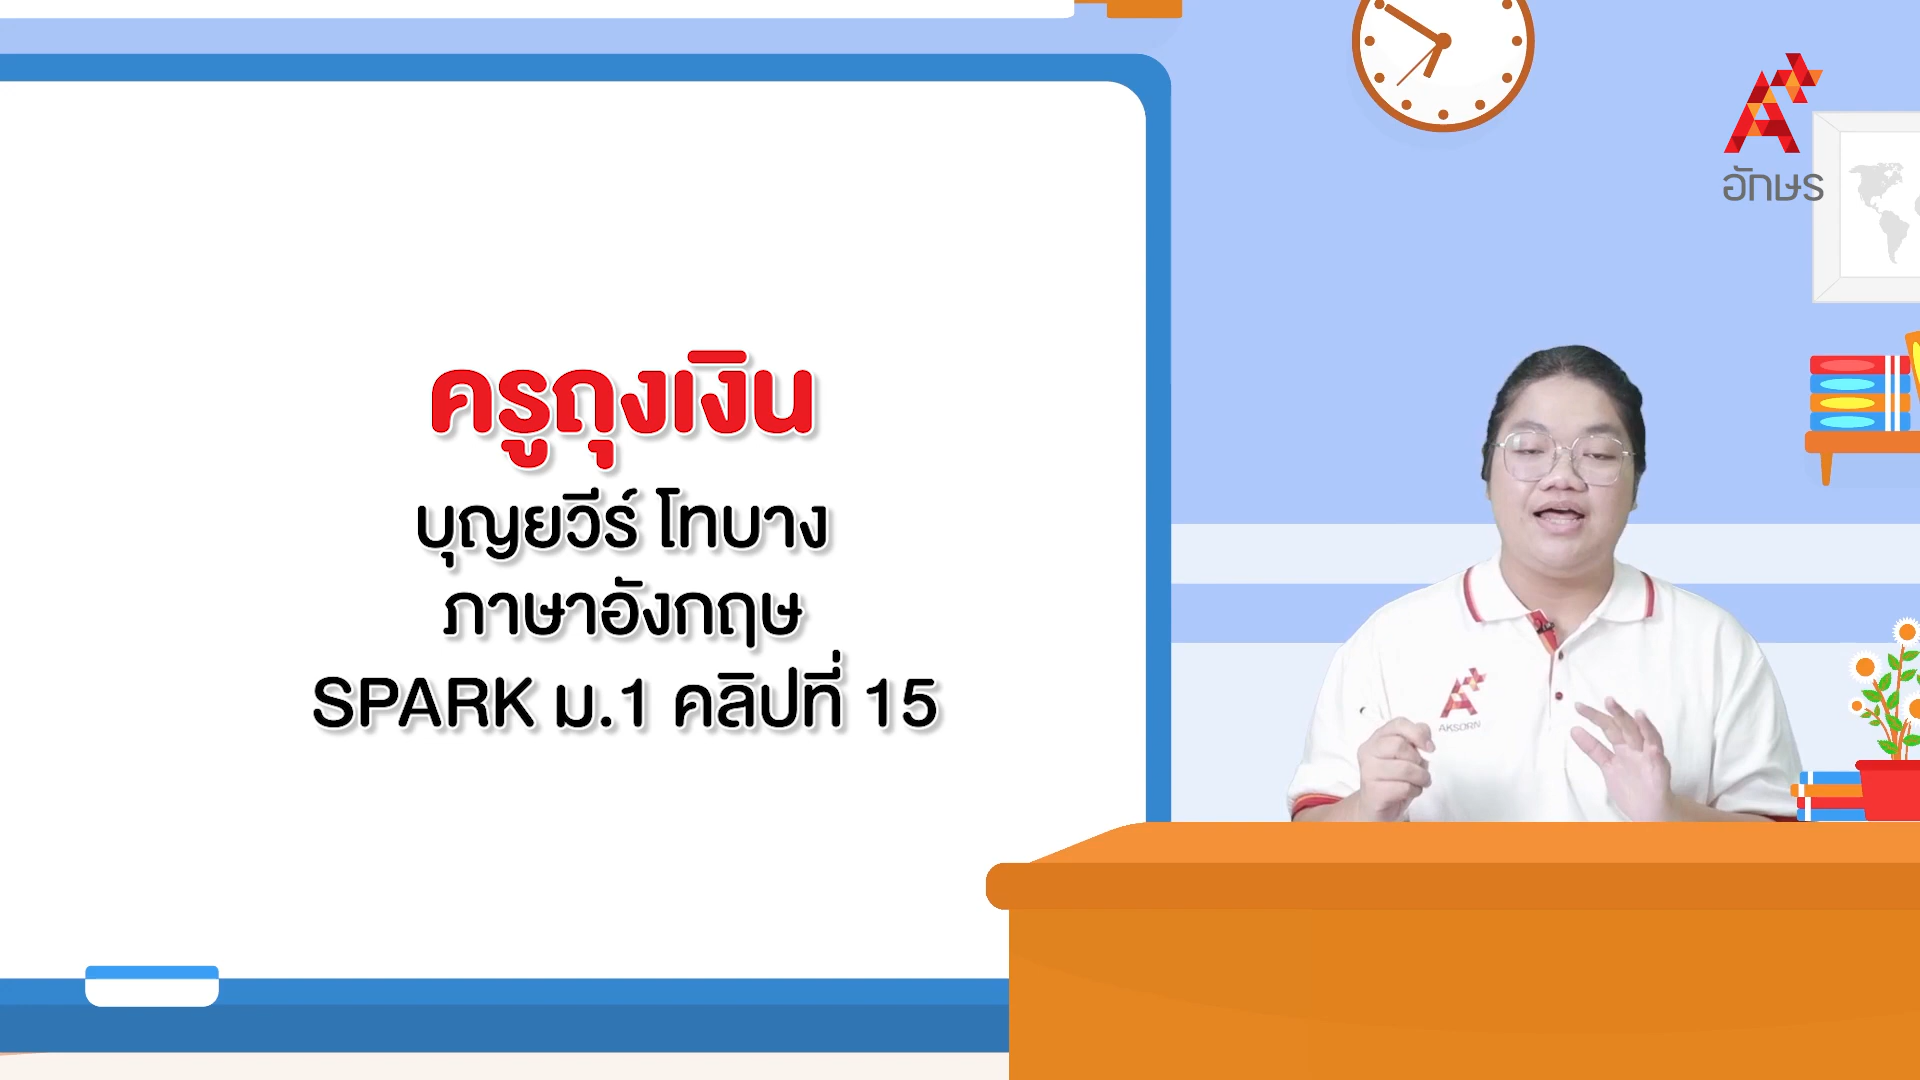 ครูถุงเงิน
บุญยวีร์ โทบาง
ภาษาอังกฤษ
SPARK ม.1 คลิปที่ 15
อักษร
AKSORN